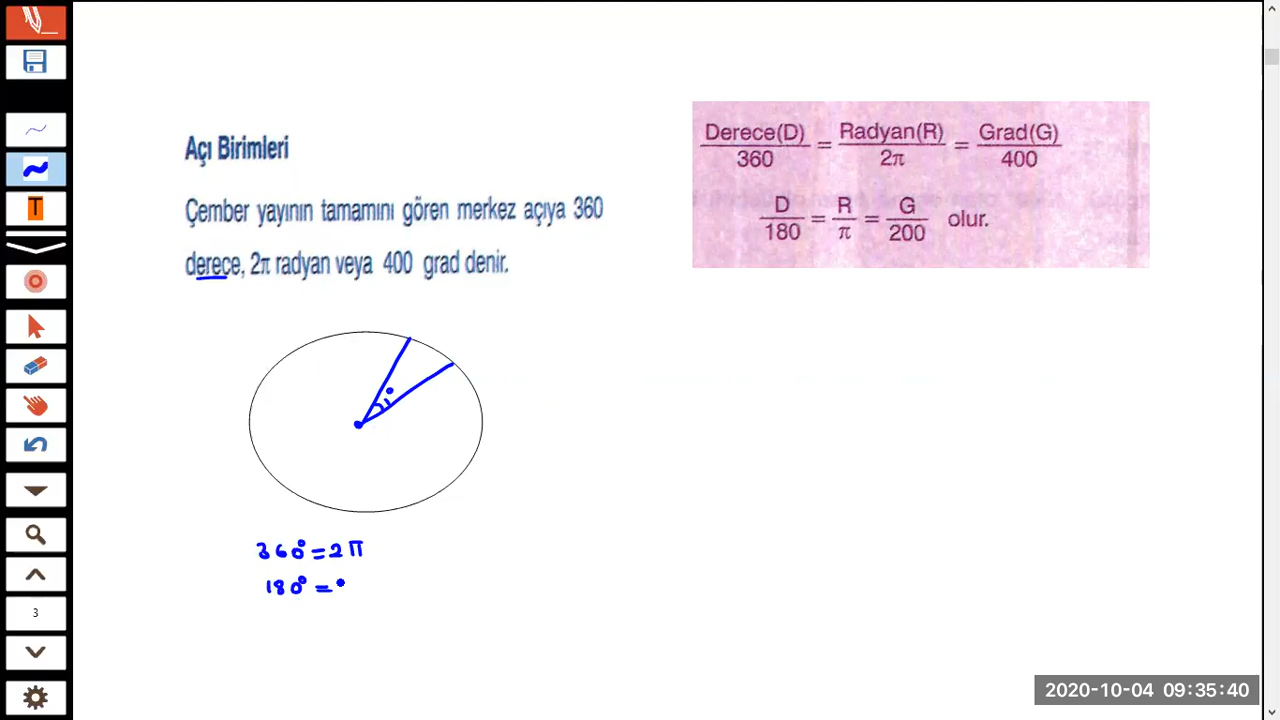 Açı Birimleri
Çember yayının tamamını gören merkez açıya 360
derece, 2π radyan veya 400 grad denir.
Derece(D)/360 = Radyan(R)/2π = Grad(G)/400
D/180 = R/π = G/200 olur.
1°
360° = 2π
180° =
T
3
2020-10-04 09:35:40